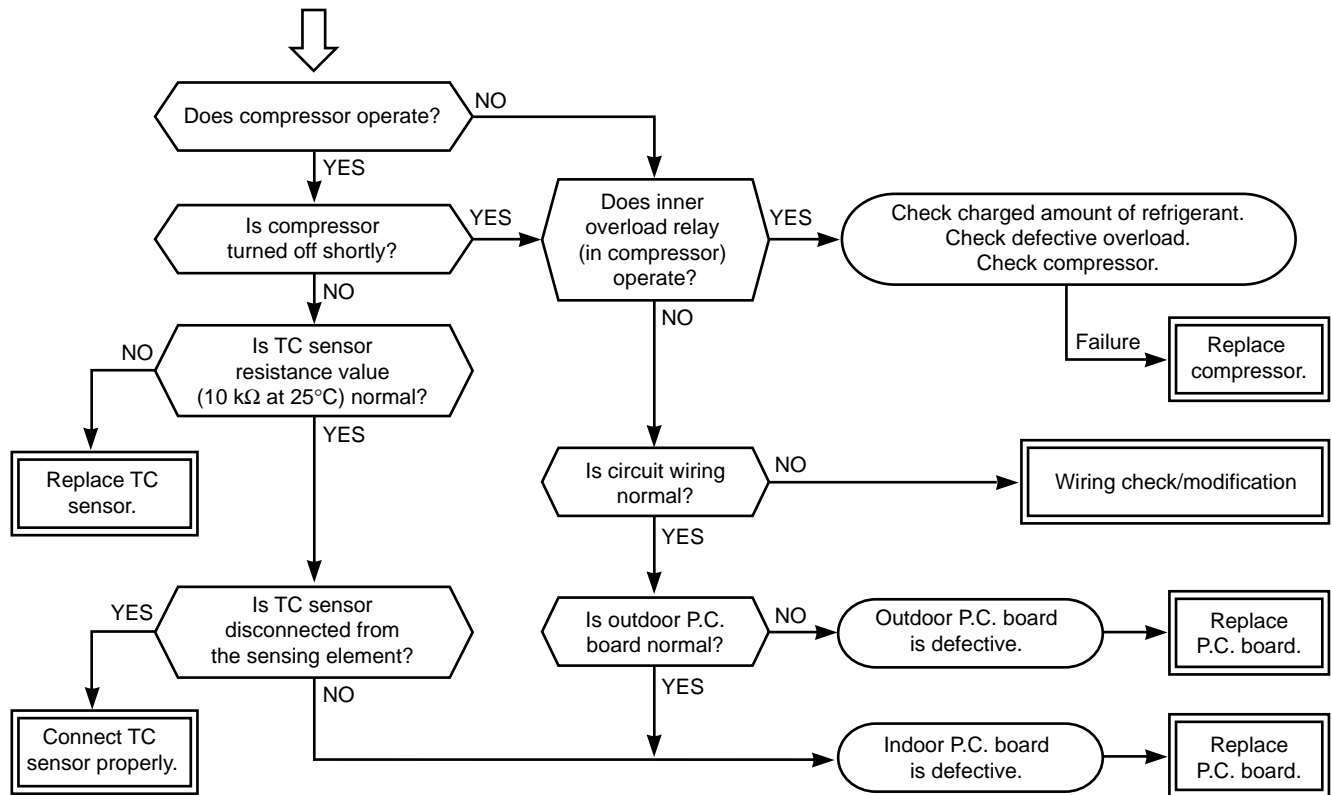 Does compressor operate?
NO
YES
Is compressor
turned off shortly?
YES
NO
Does inner
overload relay
(in compressor)
operate?
YES
NO
Check charged amount of refrigerant.
Check defective overload.
Check compressor.
Failure
Replace
compressor.
Is TC sensor
resistance value
(10 kΩ at 25°C) normal?
NO
YES
Replace TC
sensor.
Is circuit wiring
normal?
NO
YES
Wiring check/modification
Is TC sensor
disconnected from
the sensing element?
YES
NO
Connect TC
sensor properly.
Is outdoor P.C.
board normal?
NO
YES
Outdoor P.C. board
is defective.
Replace
P.C. board.
Indoor P.C. board
is defective.
Replace
P.C. board.